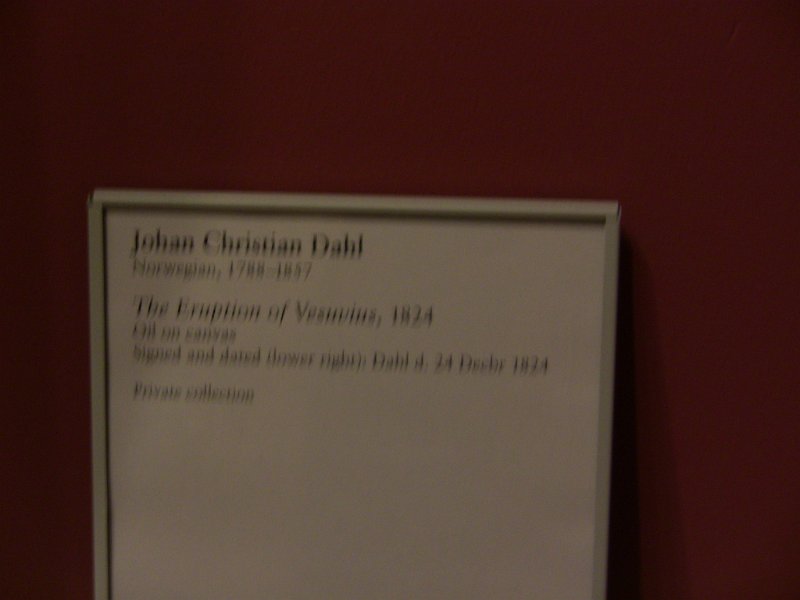 Johan Christian Dahl
Norwegian, 1788–1857
The Eruption of Vesuvius, 1824
Oil on canvas
Signed and dated (lower right): Dahl d. 24 Decbr 1824
Private collection